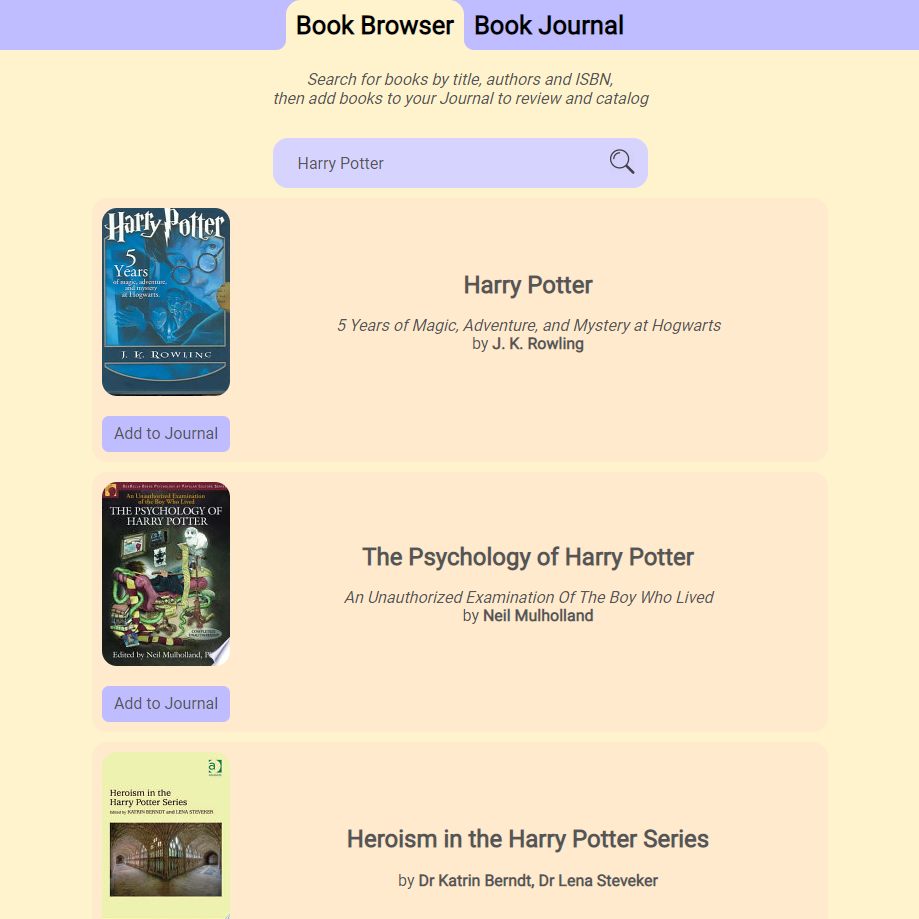 Book Browser Book Journal
Search for books by title, authors and ISBN,
then add books to your Journal to review and catalog
Harry Potter
Harry Potter
5
Years
of magic, adventure,
and mystery
at Hogwarts.
J. K. ROWLING
Harry Potter
5 Years of Magic, Adventure, and Mystery at Hogwarts
by J. K. Rowling
Add to Journal
An Unauthorized Examination
of the Boy Who Lived
THE PSYCHOLOGY OF
HARRY POTTER
Edited by Neil Mulholland,
The Psychology of Harry Potter
An Unauthorized Examination Of The Boy Who Lived
by Neil Mulholland
Add to Journal
Heroism in the
Harry Potter Series
Edited by KATRIN BERNDT and LENA STEVEKER
Heroism in the Harry Potter Series
by Dr Katrin Berndt, Dr Lena Steveker